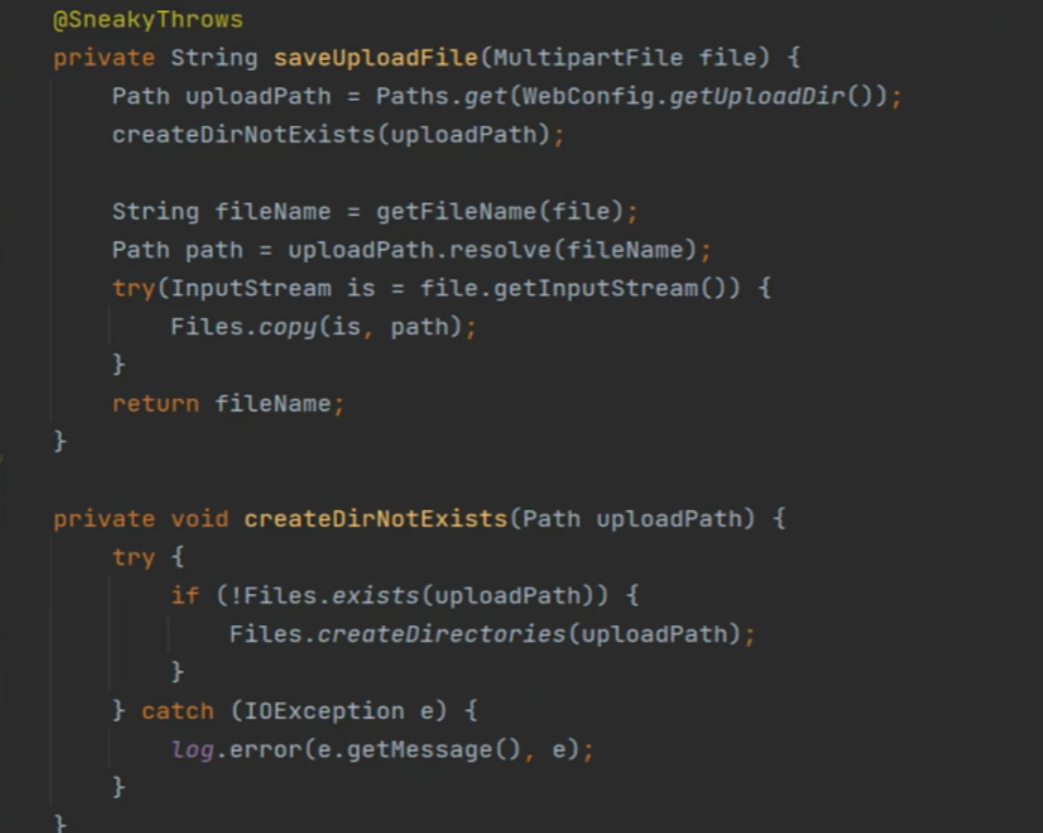 @SneakyThrows
private String saveUploadFile(MultipartFile file) {
    Path uploadPath = Paths.get(WebConfig.getUploadDir());
    createDirNotExists(uploadPath);

    String fileName = getFileName(file);
    Path path = uploadPath.resolve(fileName);
    try(InputStream is = file.getInputStream()) {
        Files.copy(is, path);
    }
    return fileName;
}

private void createDirNotExists(Path uploadPath) {
    try {
        if (!Files.exists(uploadPath)) {
            Files.createDirectories(uploadPath);
        }
    } catch (IOException e) {
        log.error(e.getMessage(), e);
    }
}